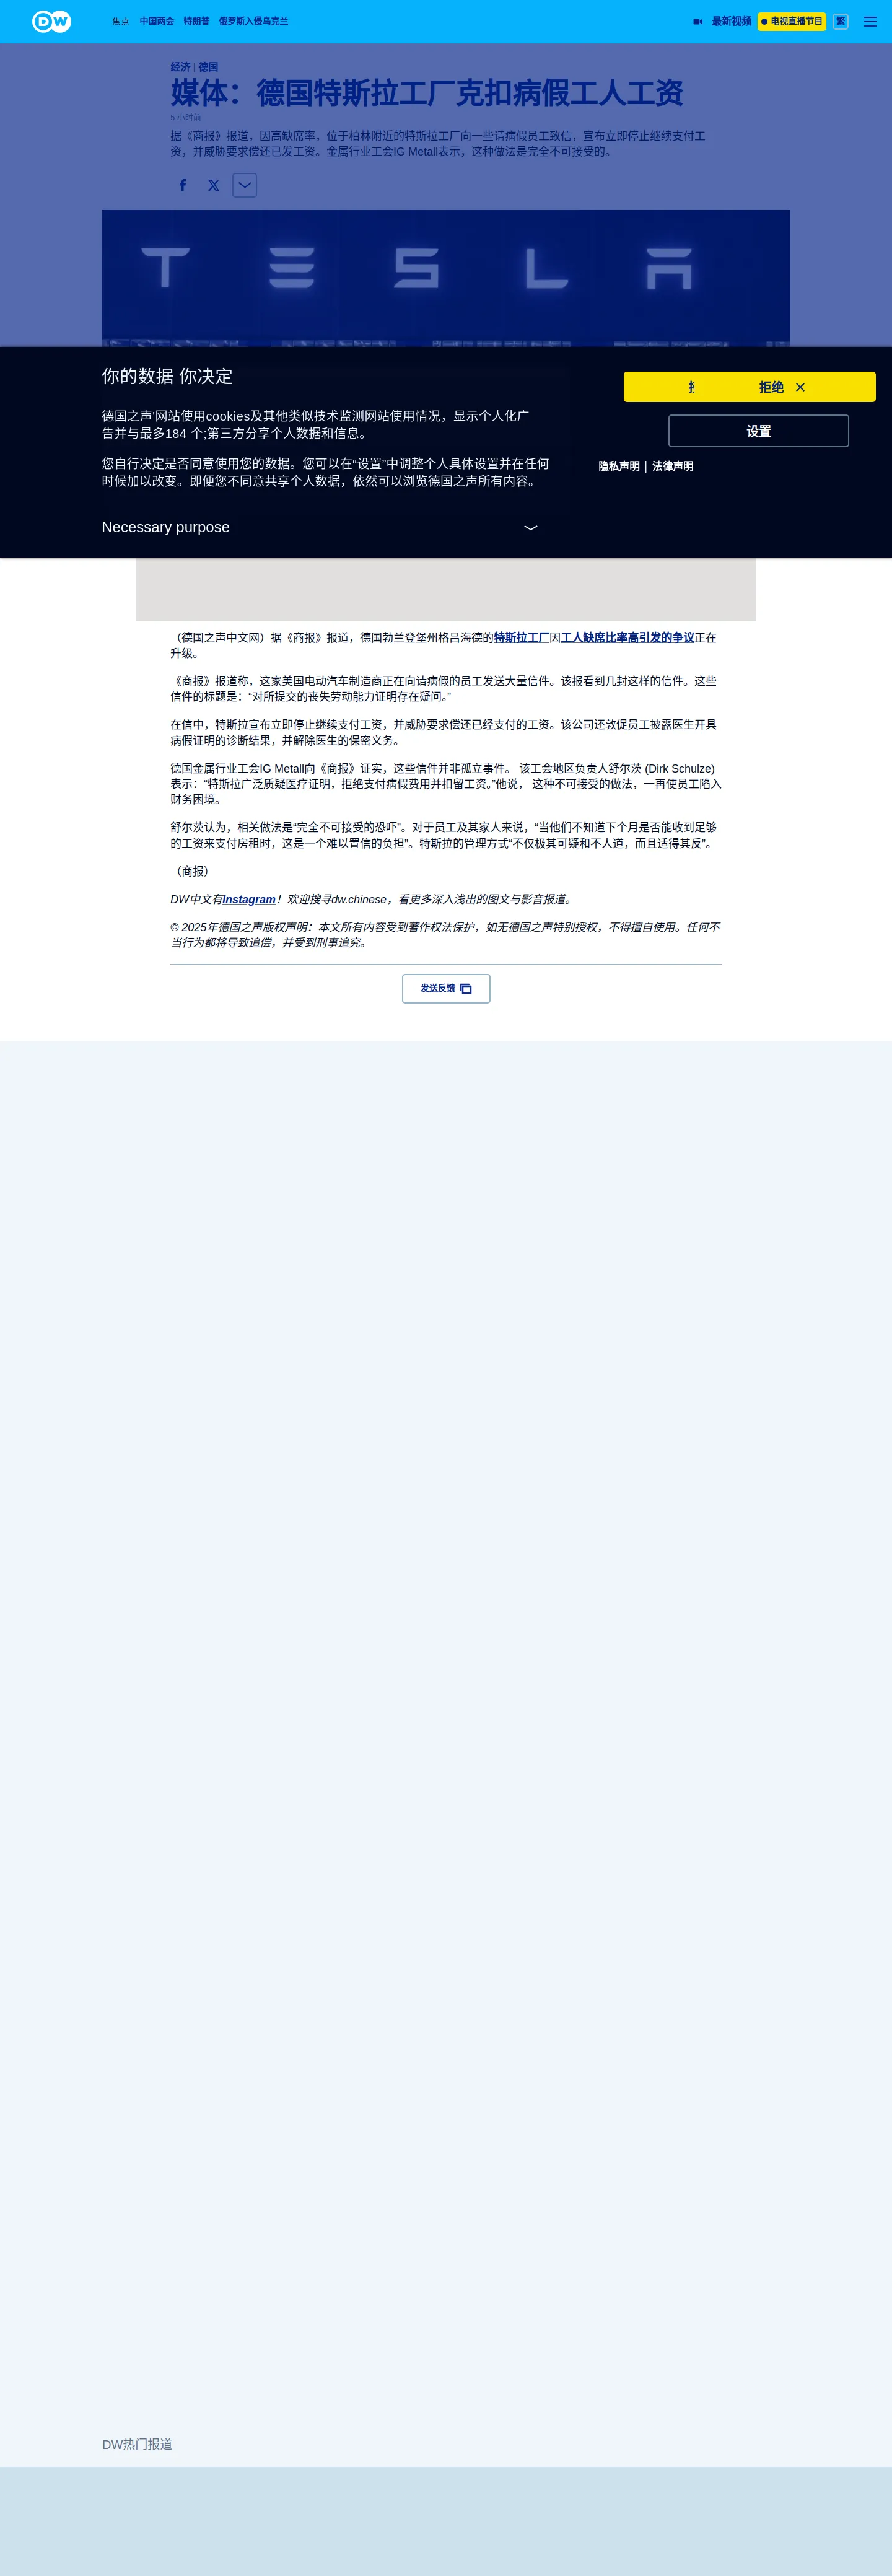 DW
焦点 中国两会 特朗普 俄罗斯入侵乌克兰
最新视频 电视直播节目 繁
经济 | 德国
媒体：德国特斯拉工厂克扣病假工人工资
5 小时前
据《商报》报道，因高缺席率，位于柏林附近的特斯拉工厂向一些请病假员工致信，宣布立即停止继续支付工
资，并威胁要求偿还已发工资。金属行业工会IG Metall表示，这种做法是完全不可接受的。
TESLA
你的数据 你决定
德国之声'网站使用cookies及其他类似技术监测网站使用情况，显示个人化广
告并与最多184 个;第三方分享个人数据和信息。
您自行决定是否同意使用您的数据。您可以在“设置”中调整个人具体设置并在任何
时候加以改变。即便您不同意共享个人数据，依然可以浏览德国之声所有内容。
Necessary purpose
拒绝
设置
隐私声明 | 法律声明
（德国之声中文网）据《商报》报道，德国勃兰登堡州格吕海德的特斯拉工厂因工人缺席比率高引发的争议正在
升级。
《商报》报道称，这家美国电动汽车制造商正在向请病假的员工发送大量信件。该报看到几封这样的信件。这些
信件的标题是：“对所提交的丧失劳动能力证明存在疑问。”
在信中，特斯拉宣布立即停止继续支付工资，并威胁要求偿还已经支付的工资。该公司还敦促员工披露医生开具
病假证明的诊断结果，并解除医生的保密义务。
德国金属行业工会IG Metall向《商报》证实，这些信件并非孤立事件。 该工会地区负责人舒尔茨 (Dirk Schulze)
表示：“特斯拉广泛质疑医疗证明，拒绝支付病假费用并扣留工资。”他说， 这种不可接受的做法，一再使员工陷入
财务困境。
舒尔茨认为，相关做法是“完全不可接受的恐吓”。对于员工及其家人来说，“当他们不知道下个月是否能收到足够
的工资来支付房租时，这是一个难以置信的负担”。特斯拉的管理方式“不仅极其可疑和不人道，而且适得其反”。
（商报）
DW中文有Instagram！欢迎搜寻dw.chinese，看更多深入浅出的图文与影音报道。
© 2025年德国之声版权声明：本文所有内容受到著作权法保护，如无德国之声特别授权，不得擅自使用。任何不
当行为都将导致追偿，并受到刑事追究。
发送反馈
DW热门报道